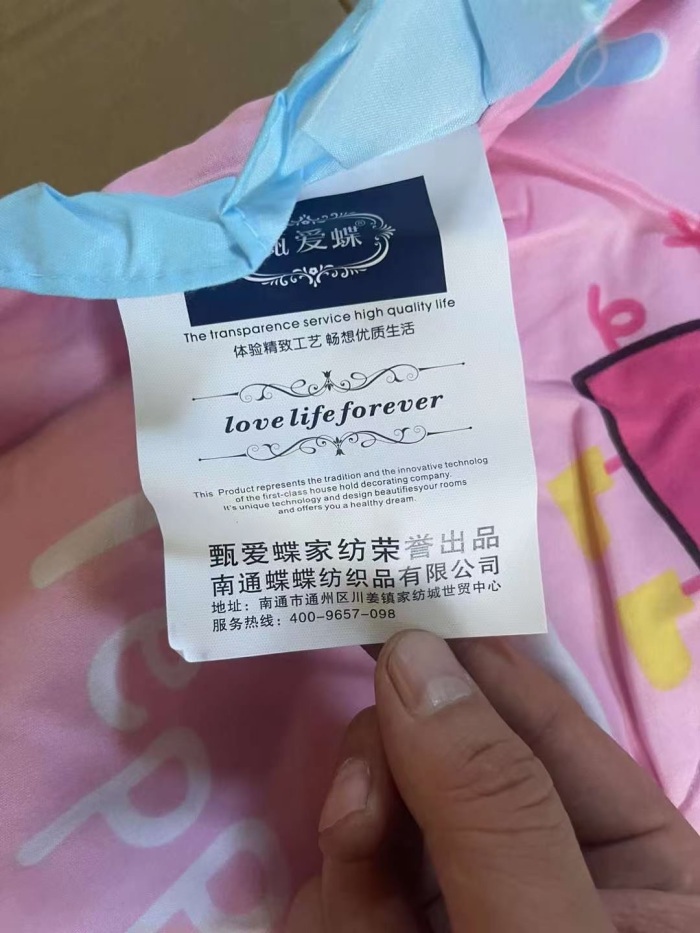 甄爱蝶®
The transparence service high quality life
体验精致工艺 畅想优质生活
love life forever
This Product represents the tradition and the innovative technolog
of the first-class house hold decorating company.
It's unique technology and design beautifiesyour rooms
and offers you a healthy dream.
甄爱蝶家纺荣誉出品
南通蝶蝶纺织品有限公司
地址：南通市通州区川姜镇家纺城世贸中心
服务热线：400-9657-098